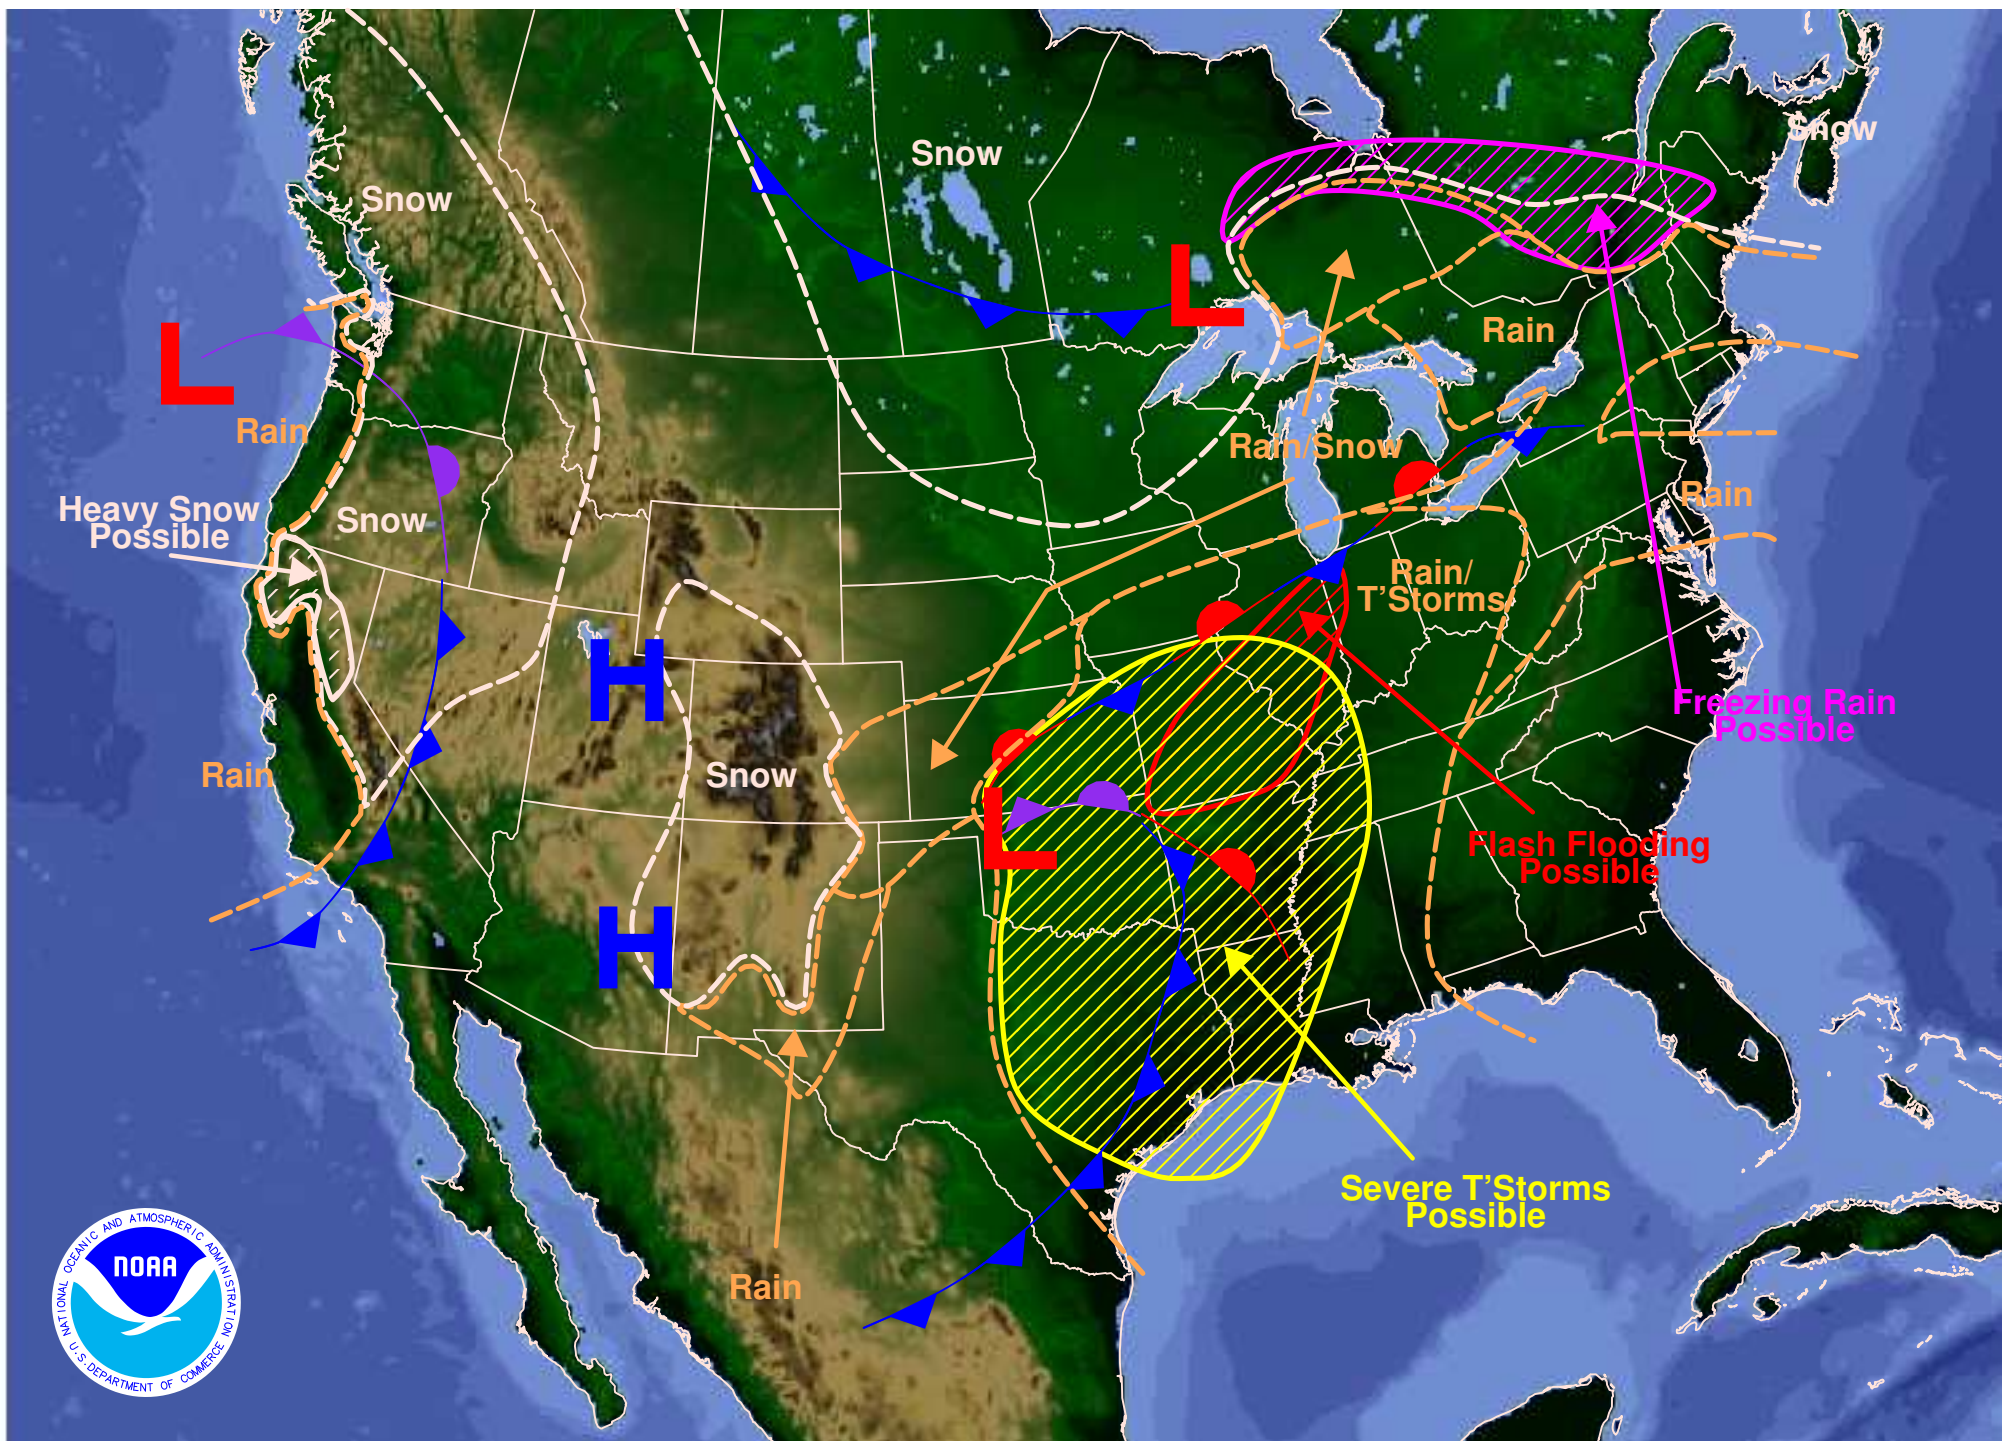 Snow
Snow
Snow
L
Rain
L
Rain
Rain/Snow
Heavy Snow
Possible
Snow
Rain
Rain/
T'Storms
H
Freezing Rain
Possible
Rain
Snow
L
Flash Flooding
Possible
H
Severe T'Storms
Possible
Rain
NATIONAL OCEANIC AND ATMOSPHERIC ADMINISTRATION
NOAA
U.S. DEPARTMENT OF COMMERCE